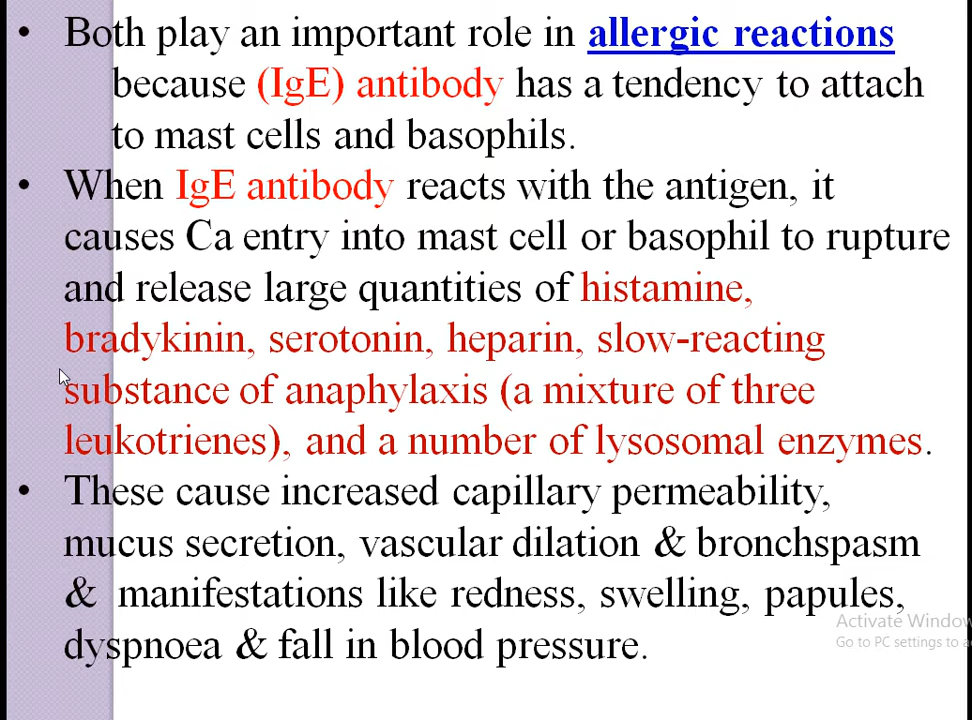 • Both play an important role in allergic reactions
because (IgE) antibody has a tendency to attach
to mast cells and basophils.
• When IgE antibody reacts with the antigen, it
causes Ca entry into mast cell or basophil to rupture
and release large quantities of histamine,
bradykinin, serotonin, heparin, slow-reacting
substance of anaphylaxis (a mixture of three
leukotrienes), and a number of lysosomal enzymes.
• These cause increased capillary permeability,
mucus secretion, vascular dilation & bronchspasm
& manifestations like redness, swelling, papules,
dyspnoea & fall in blood pressure.
Activate Window
Go to PC settings to a